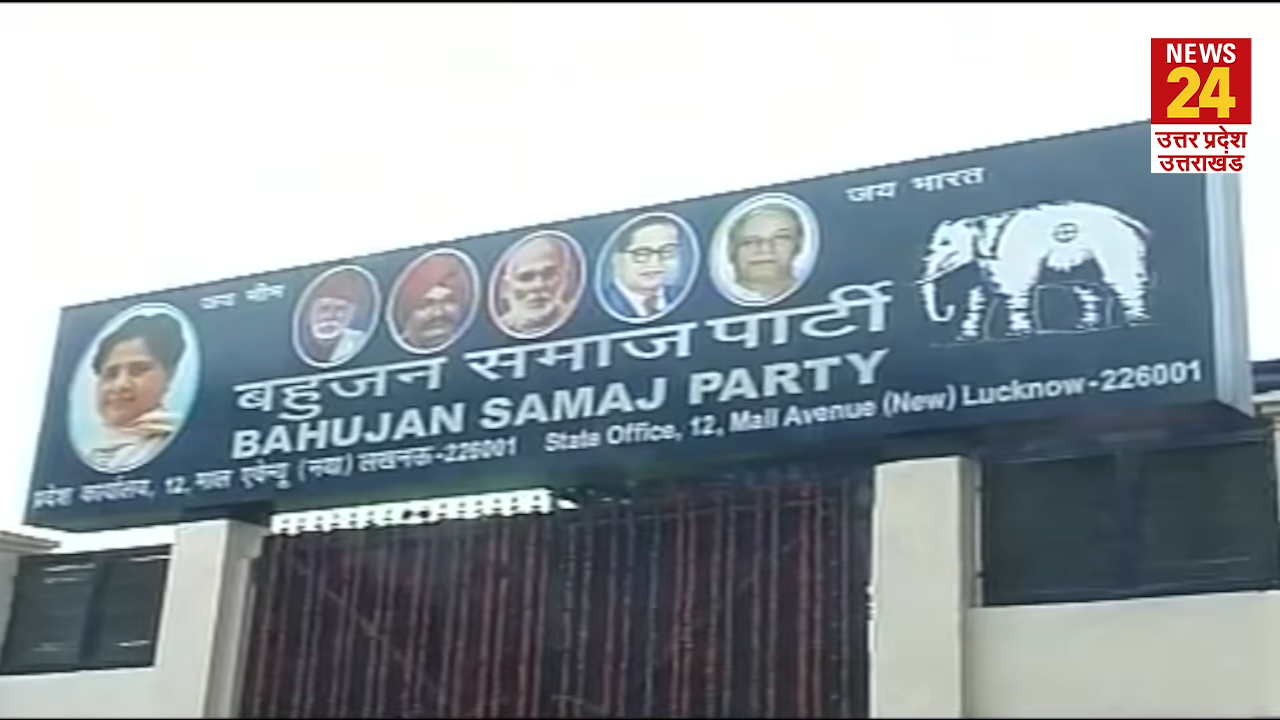 NEWS
24
उत्तर प्रदेश
उत्तराखंड
जय भीम
जय भारत
बहुजन समाज पार्टी
BAHUJAN SAMAJ PARTY
प्रदेश कार्यालय, 12, माल एवेन्यू (नया) लखनऊ-226001
State Office, 12, Mall Avenue (New) Lucknow-226001